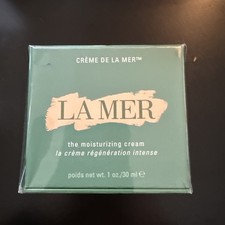 CRÈME DE LA MER™
LA MER
the moisturizing cream
la crème régénération intense
poids net wt. 1 oz./30 ml ℮